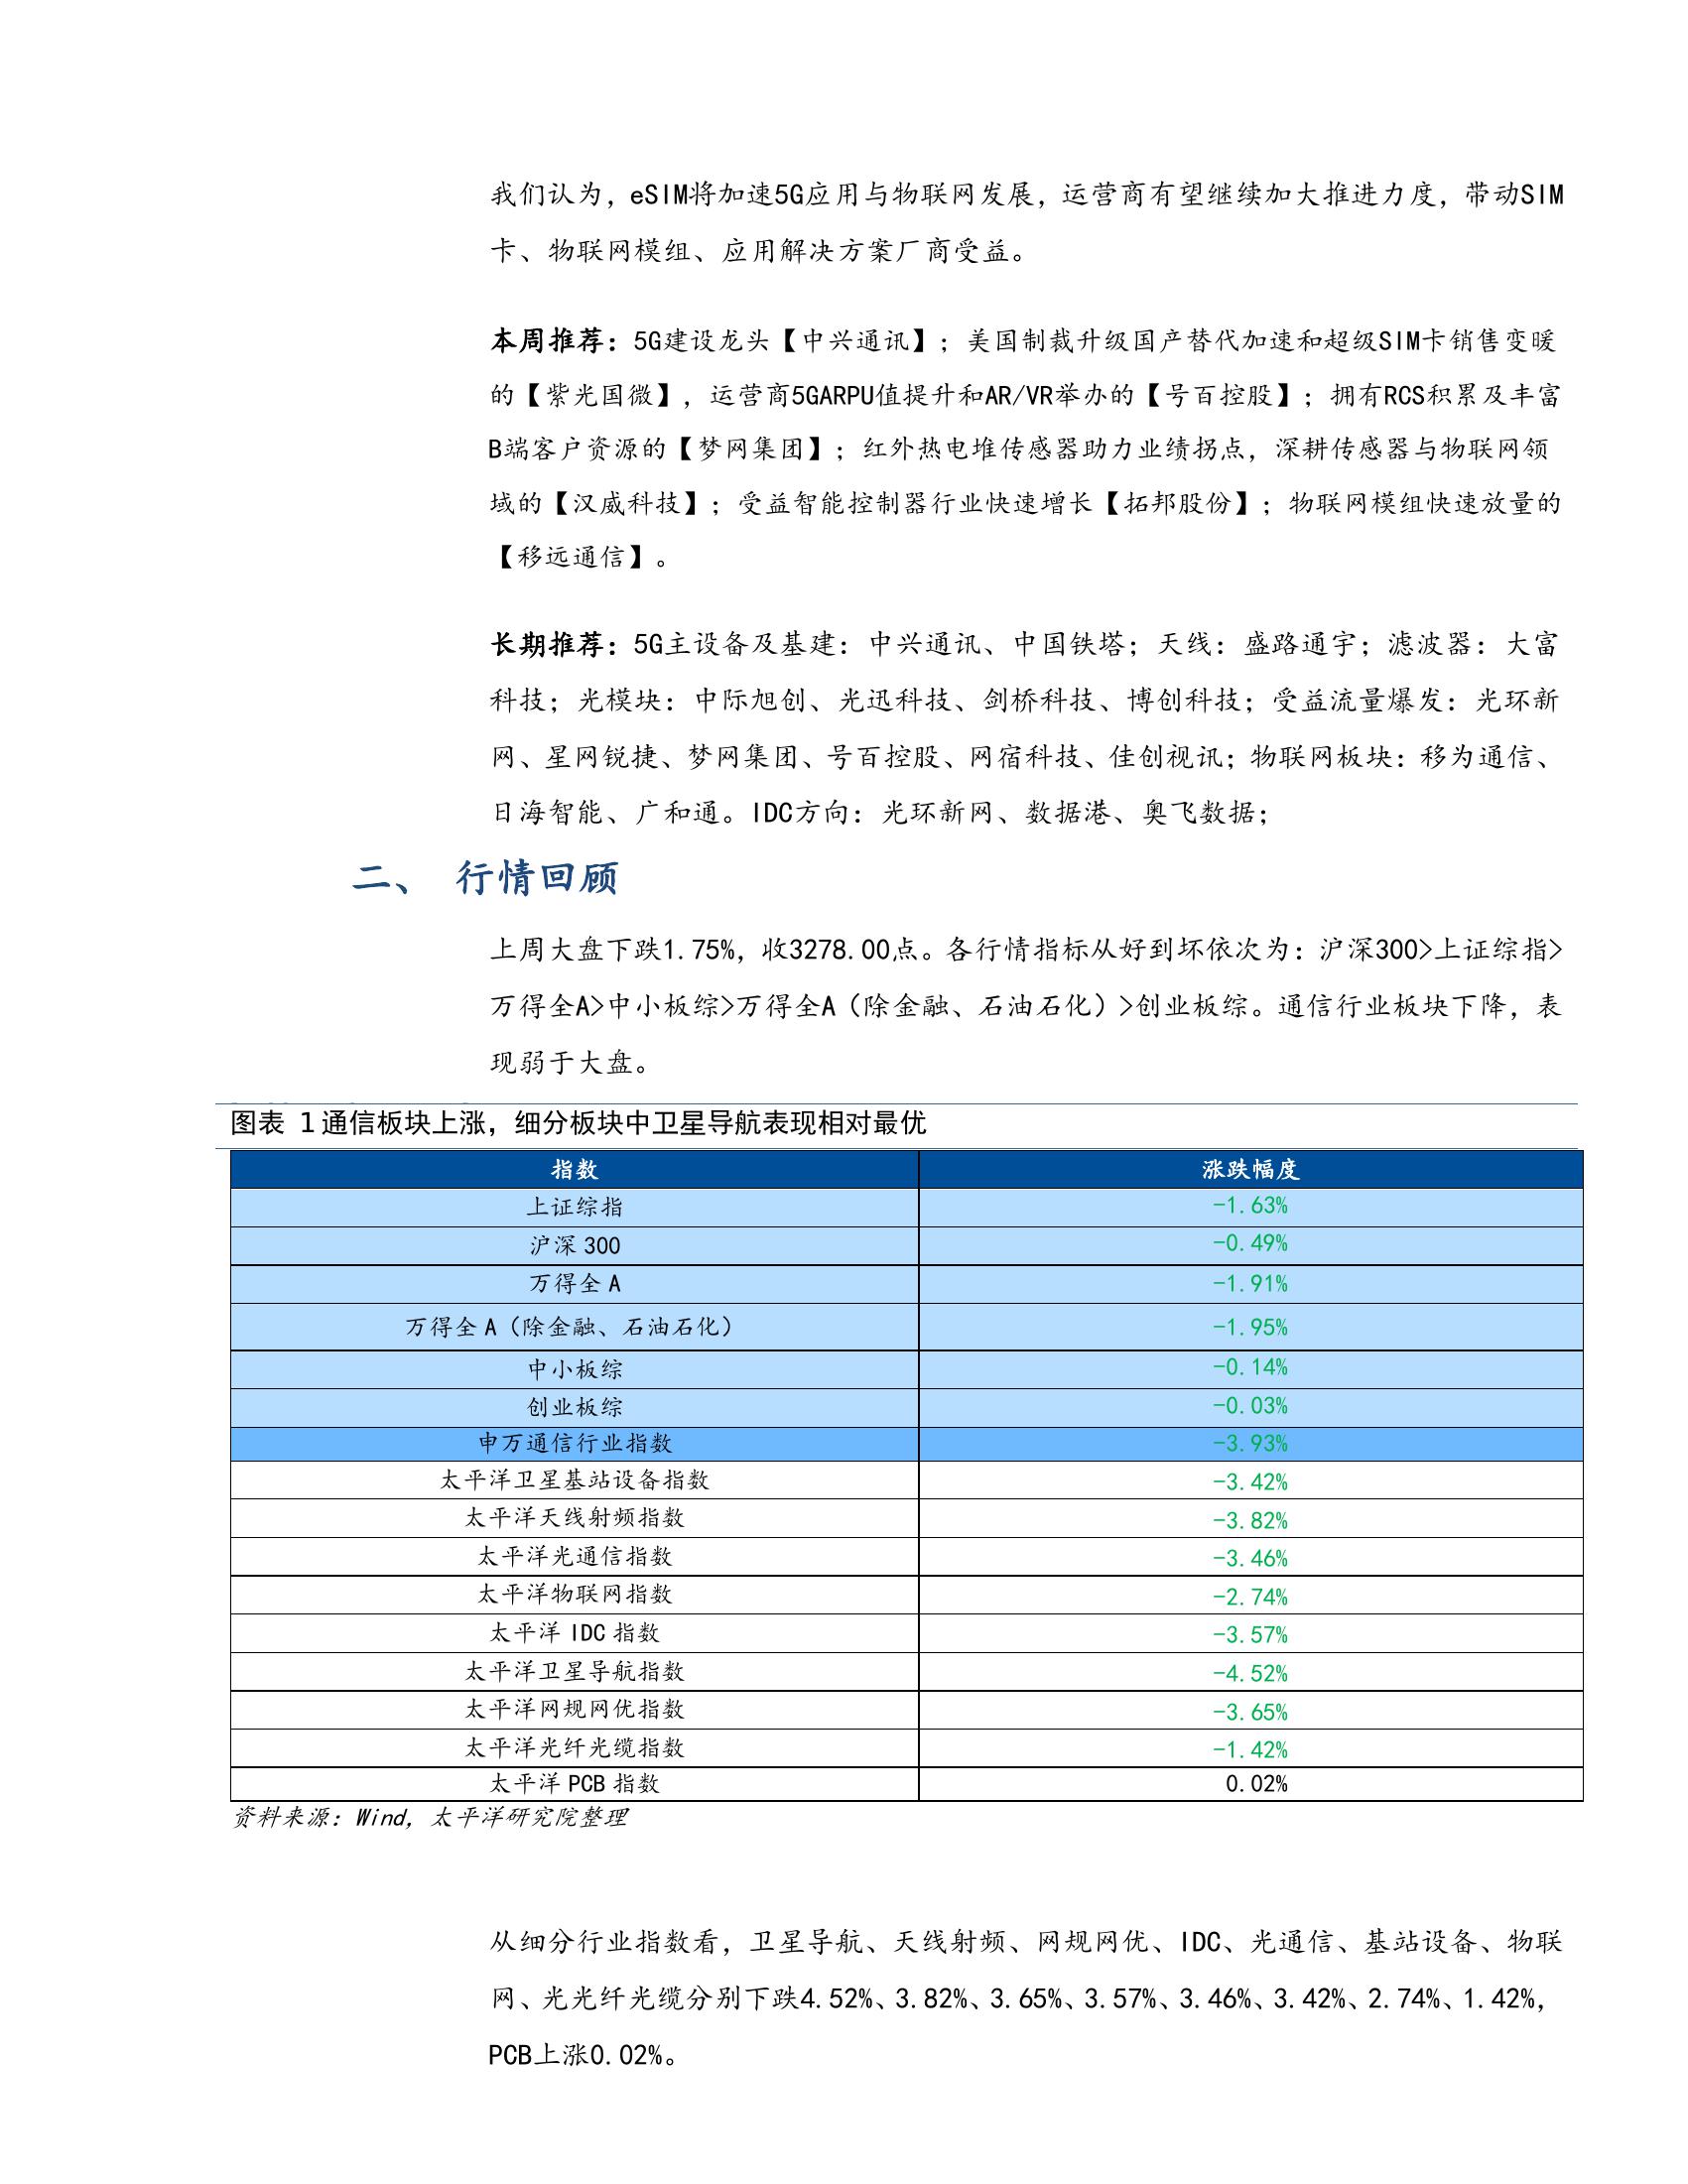 我们认为，eSIM将加速5G应用与物联网发展，运营商有望继续加大推进力度，带动SIM
卡、物联网模组、应用解决方案厂商受益。
本周推荐：5G建设龙头【中兴通讯】；美国制裁升级国产替代加速和超级SIM卡销售变暖
的【紫光国微】，运营商5GARPU值提升和AR/VR举办的【号百控股】；拥有RCS积累及丰富
B端客户资源的【梦网集团】；红外热电堆传感器助力业绩拐点，深耕传感器与物联网领
域的【汉威科技】；受益智能控制器行业快速增长【拓邦股份】；物联网模组快速放量的
【移远通信】。
长期推荐：5G主设备及基建：中兴通讯、中国铁塔；天线：盛路通宇；滤波器：大富
科技；光模块：中际旭创、光迅科技、剑桥科技、博创科技；受益流量爆发：光环新
网、星网锐捷、梦网集团、号百控股、网宿科技、佳创视讯；物联网板块：移为通信、
日海智能、广和通。IDC方向：光环新网、数据港、奥飞数据；
二、 行情回顾
上周大盘下跌1.75%，收3278.00点。各行情指标从好到坏依次为：沪深300>上证综指>
万得全A>中小板综>万得全A（除金融、石油石化）>创业板综。通信行业板块下降，表
现弱于大盘。
图表 1通信板块上涨，细分板块中卫星导航表现相对最优
指数 涨跌幅度
上证综指 -1.63%
沪深 300 -0.49%
万得全 A -1.91%
万得全 A（除金融、石油石化） -1.95%
中小板综 -0.14%
创业板综 -0.03%
申万通信行业指数 -3.93%
太平洋卫星基站设备指数 -3.42%
太平洋天线射频指数 -3.82%
太平洋光通信指数 -3.46%
太平洋物联网指数 -2.74%
太平洋 IDC 指数 -3.57%
太平洋卫星导航指数 -4.52%
太平洋网规网优指数 -3.65%
太平洋光纤光缆指数 -1.42%
太平洋 PCB 指数 0.02%
资料来源：Wind，太平洋研究院整理
从细分行业指数看，卫星导航、天线射频、网规网优、IDC、光通信、基站设备、物联
网、光光纤光缆分别下跌4.52%、3.82%、3.65%、3.57%、3.46%、3.42%、2.74%、1.42%，
PCB上涨0.02%。